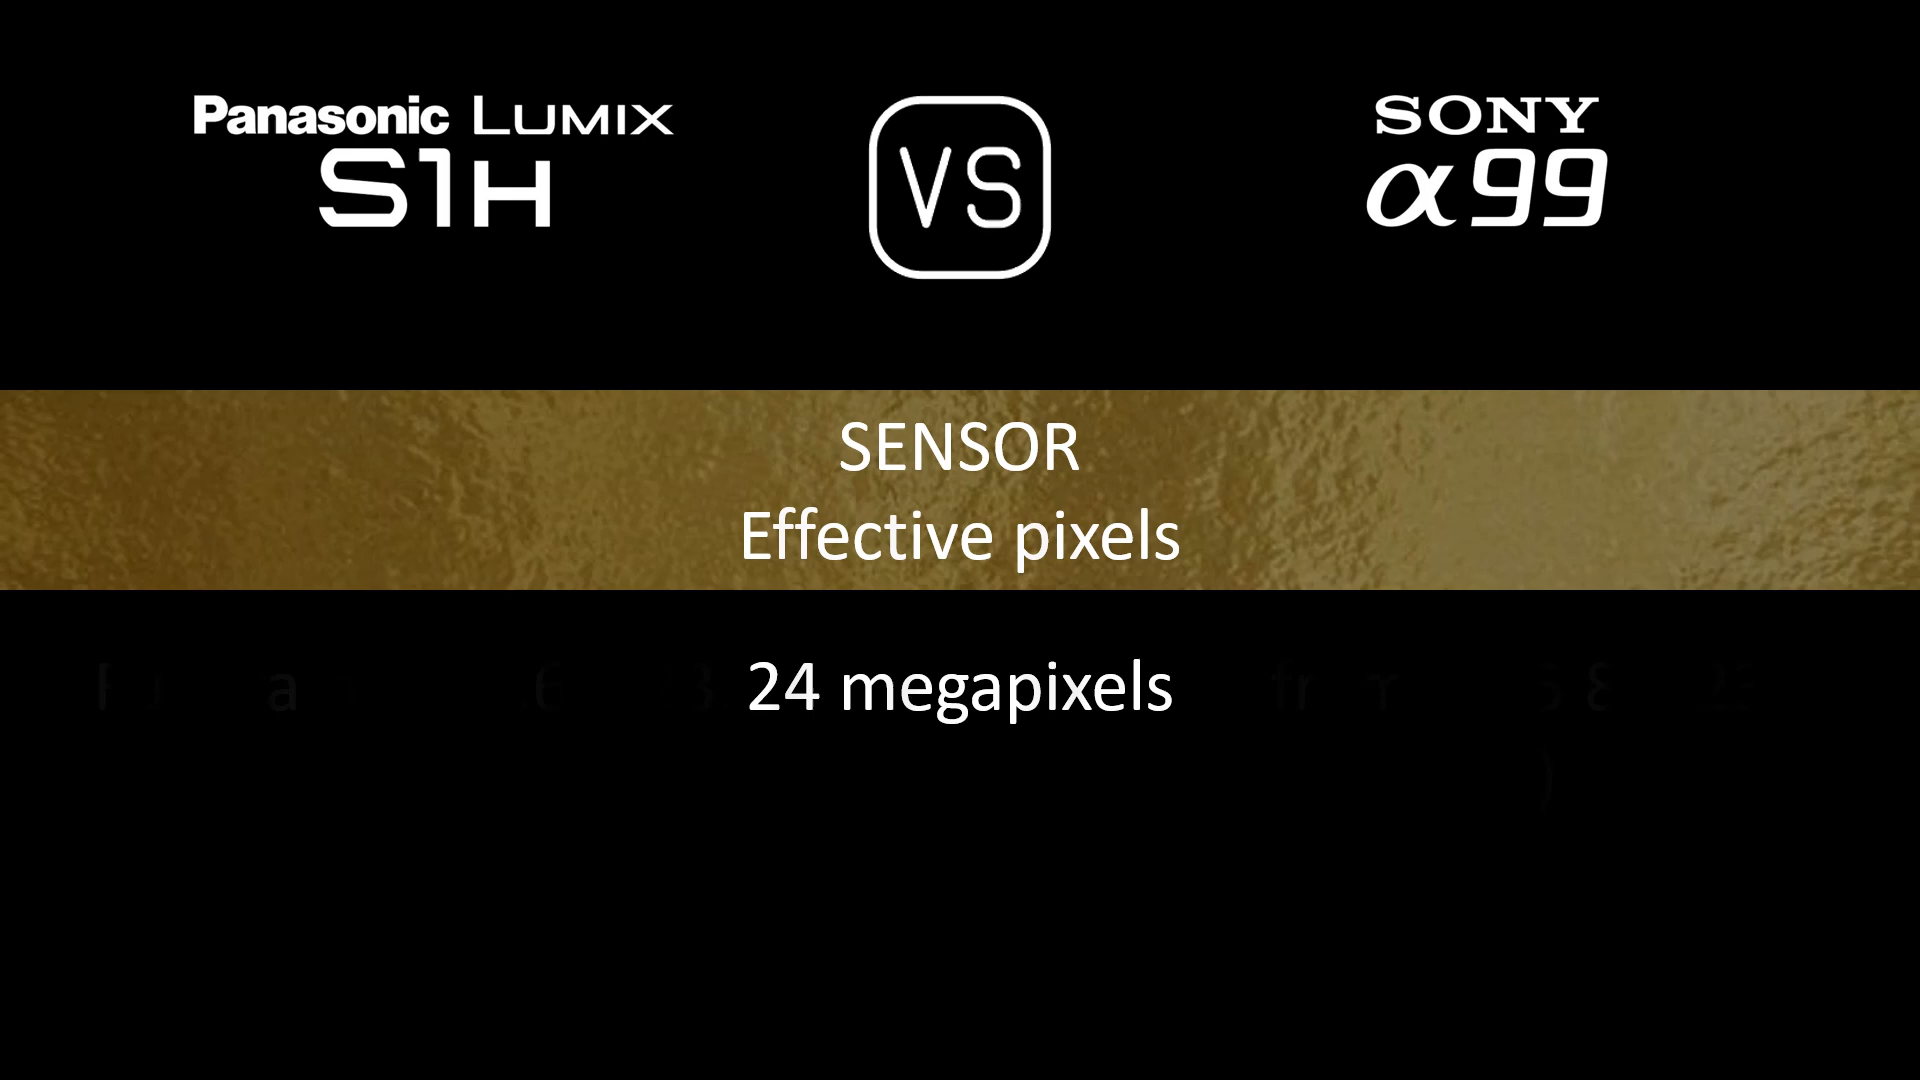 Panasonic LUMIX
S1H
VS
SONY
α99
SENSOR
Effective pixels
24 megapixels